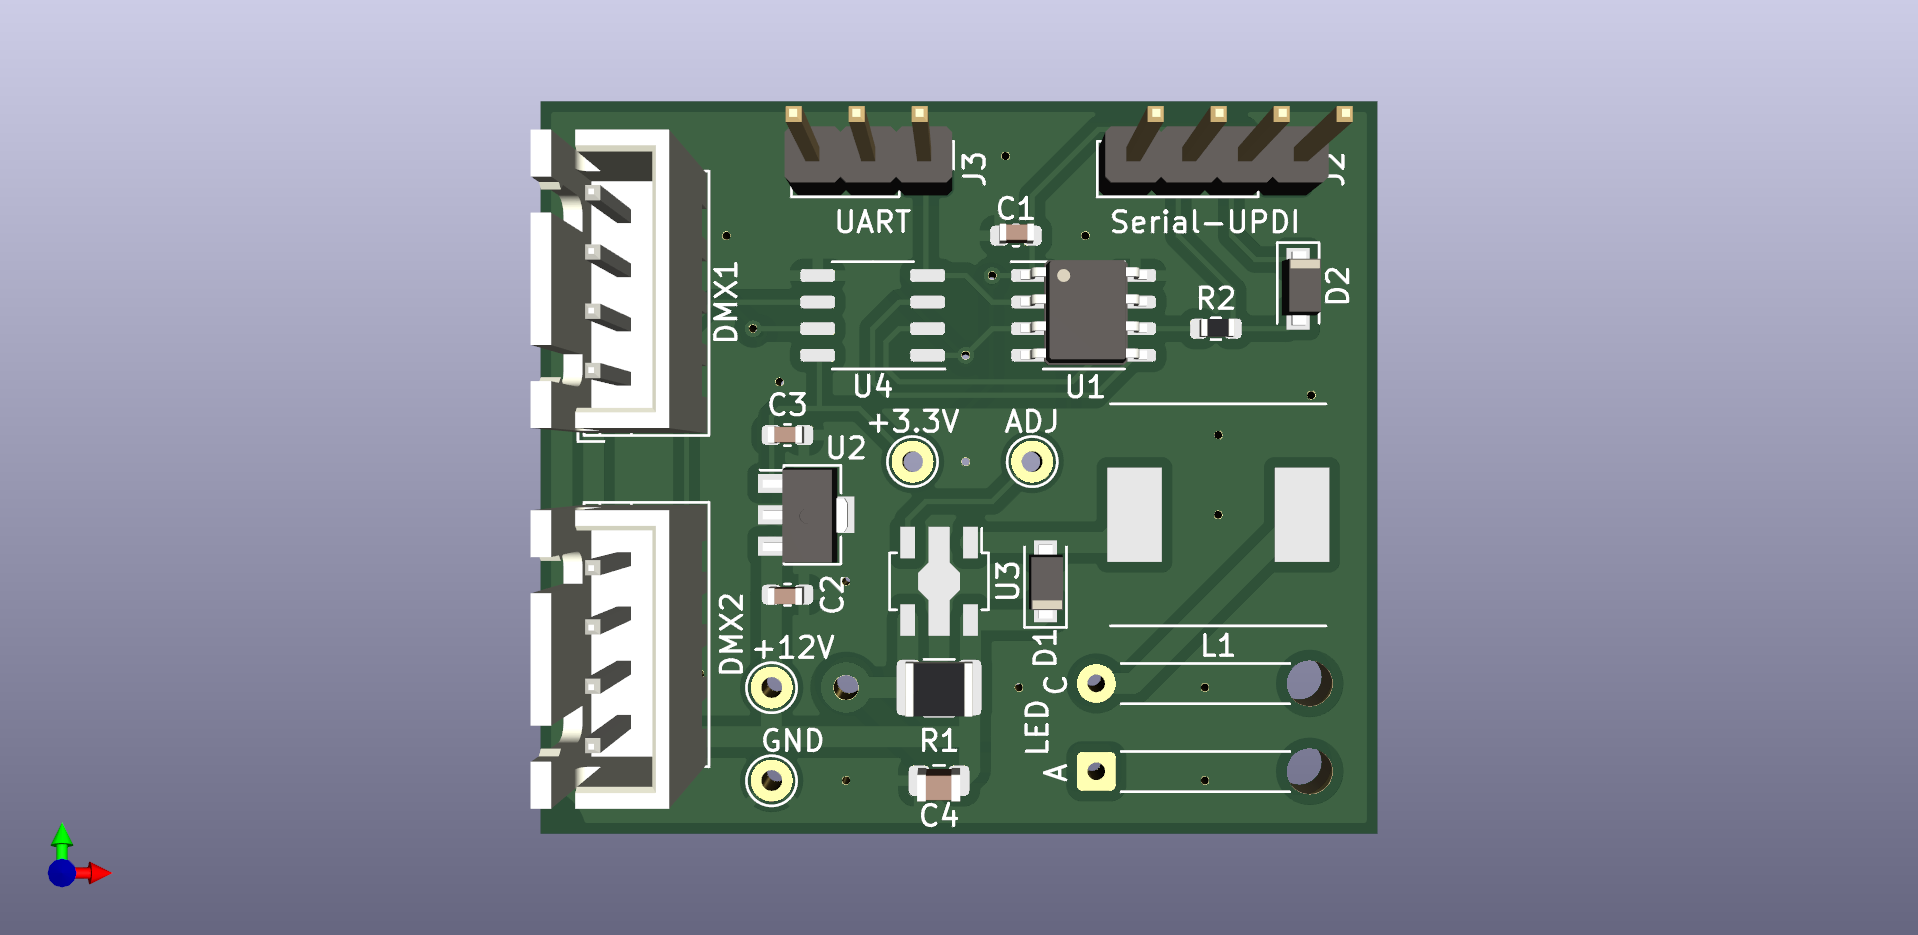 J3
J2
UART
C1
Serial-UPDI
DMX1
D2
R2
U4
U1
C3
+3.3V
ADJ
U2
U3
C2
DMX2
+12V
D1
L1
LED
C
A
GND
R1
C4